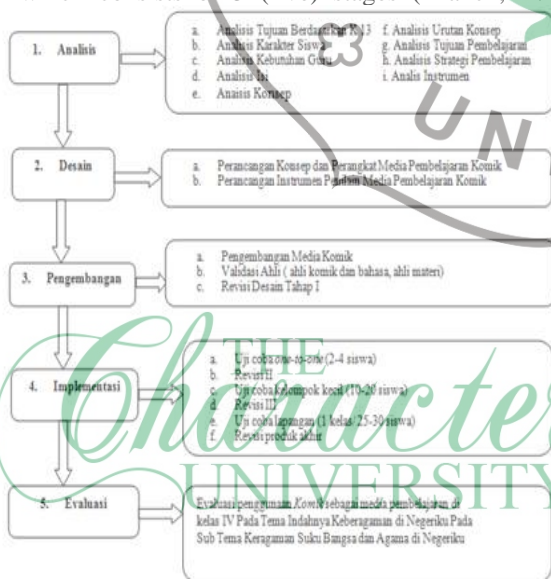 1. Analisis
a. Analisis Tujuan Berdasarkan K 13 f. Analisis Urutan Konsep
b. Analisis Karakter Siswa g. Analisis Tujuan Pembelajaran
c. Analisis Kebutuhan Guru h. Analisis Strategi Pembelajaran
d. Analisis Isi i. Analis Instrumen
e. Anaisis Konsep
UN
2. Desain
a. Perancangan Konsep dan Perangkat Media Pembelajaran Komik
b. Perancangan Instrumen Penilain Media Pembelajaran Komik
3. Pengembangan
a. Pengembangan Media Komik
b. Validasi Ahli ( ahli komik dan bahasa, ahli materi)
c. Revisi Desain Tahap I
THE
Character
UNIVERSITY
4. Implementasi
a. Uji coba one-to-one (2-4 siswa)
b. Revisi II
c. Uji coba kelompok kecil (10-20 siswa)
d. Revisi III
e. Uji coba lapangan (1 kelas/ 25-30 siswa)
f. Revisi produk akhir
5. Evaluasi
Evaluasi penggunaan Komik sebagai media pembelajaran di
kelas IV Pada Tema Indahnya Keberagaman di Negeriku Pada
Sub Tema Keragaman Suku Bangsa dan Agama di Negeriku